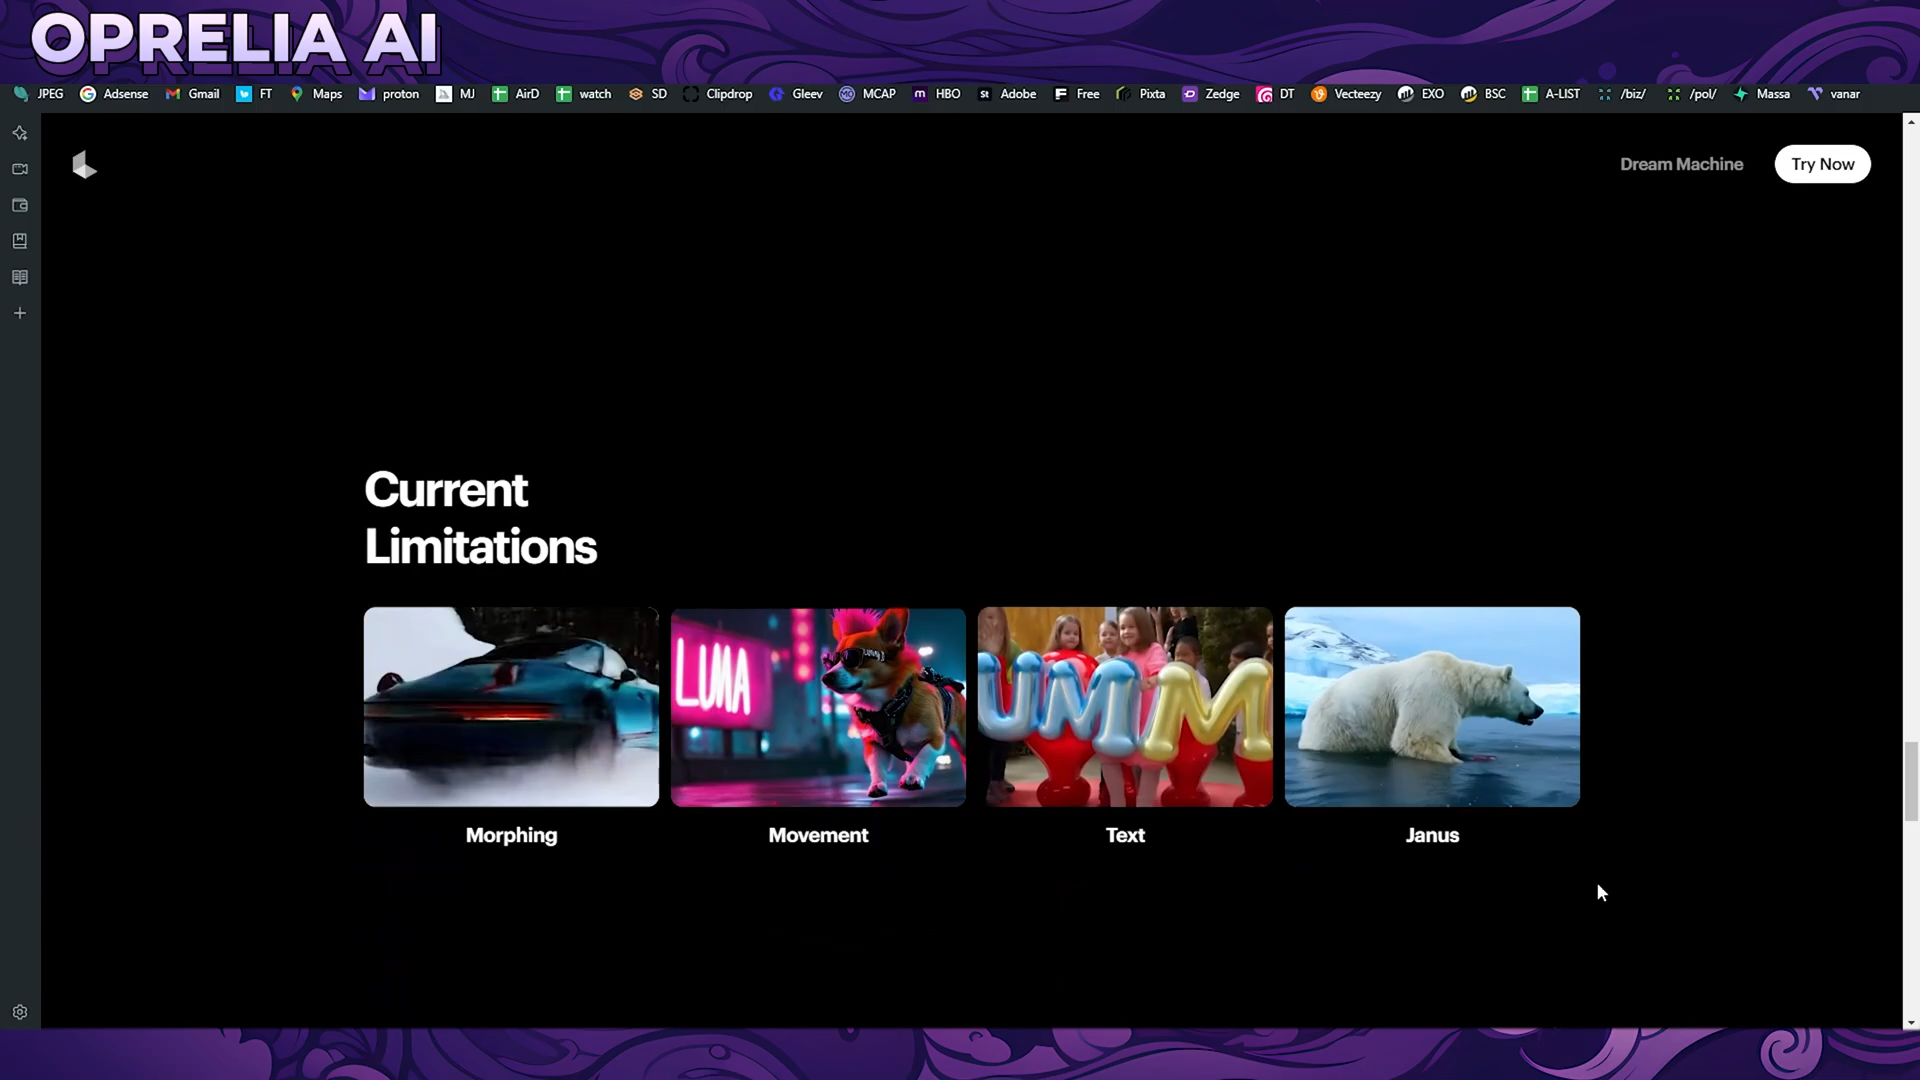 OPRELIA AI
JPEG Adsense Gmail FT Maps proton MJ AirD watch SD Clipdrop Gleev MCAP HBO Adobe Free Pixta Zedge DT Vecteezy EXO BSC A-LIST /biz/ /pol/ Massa vanar
Dream Machine Try Now
Current
Limitations
LUMA
UMM
Morphing Movement Text Janus